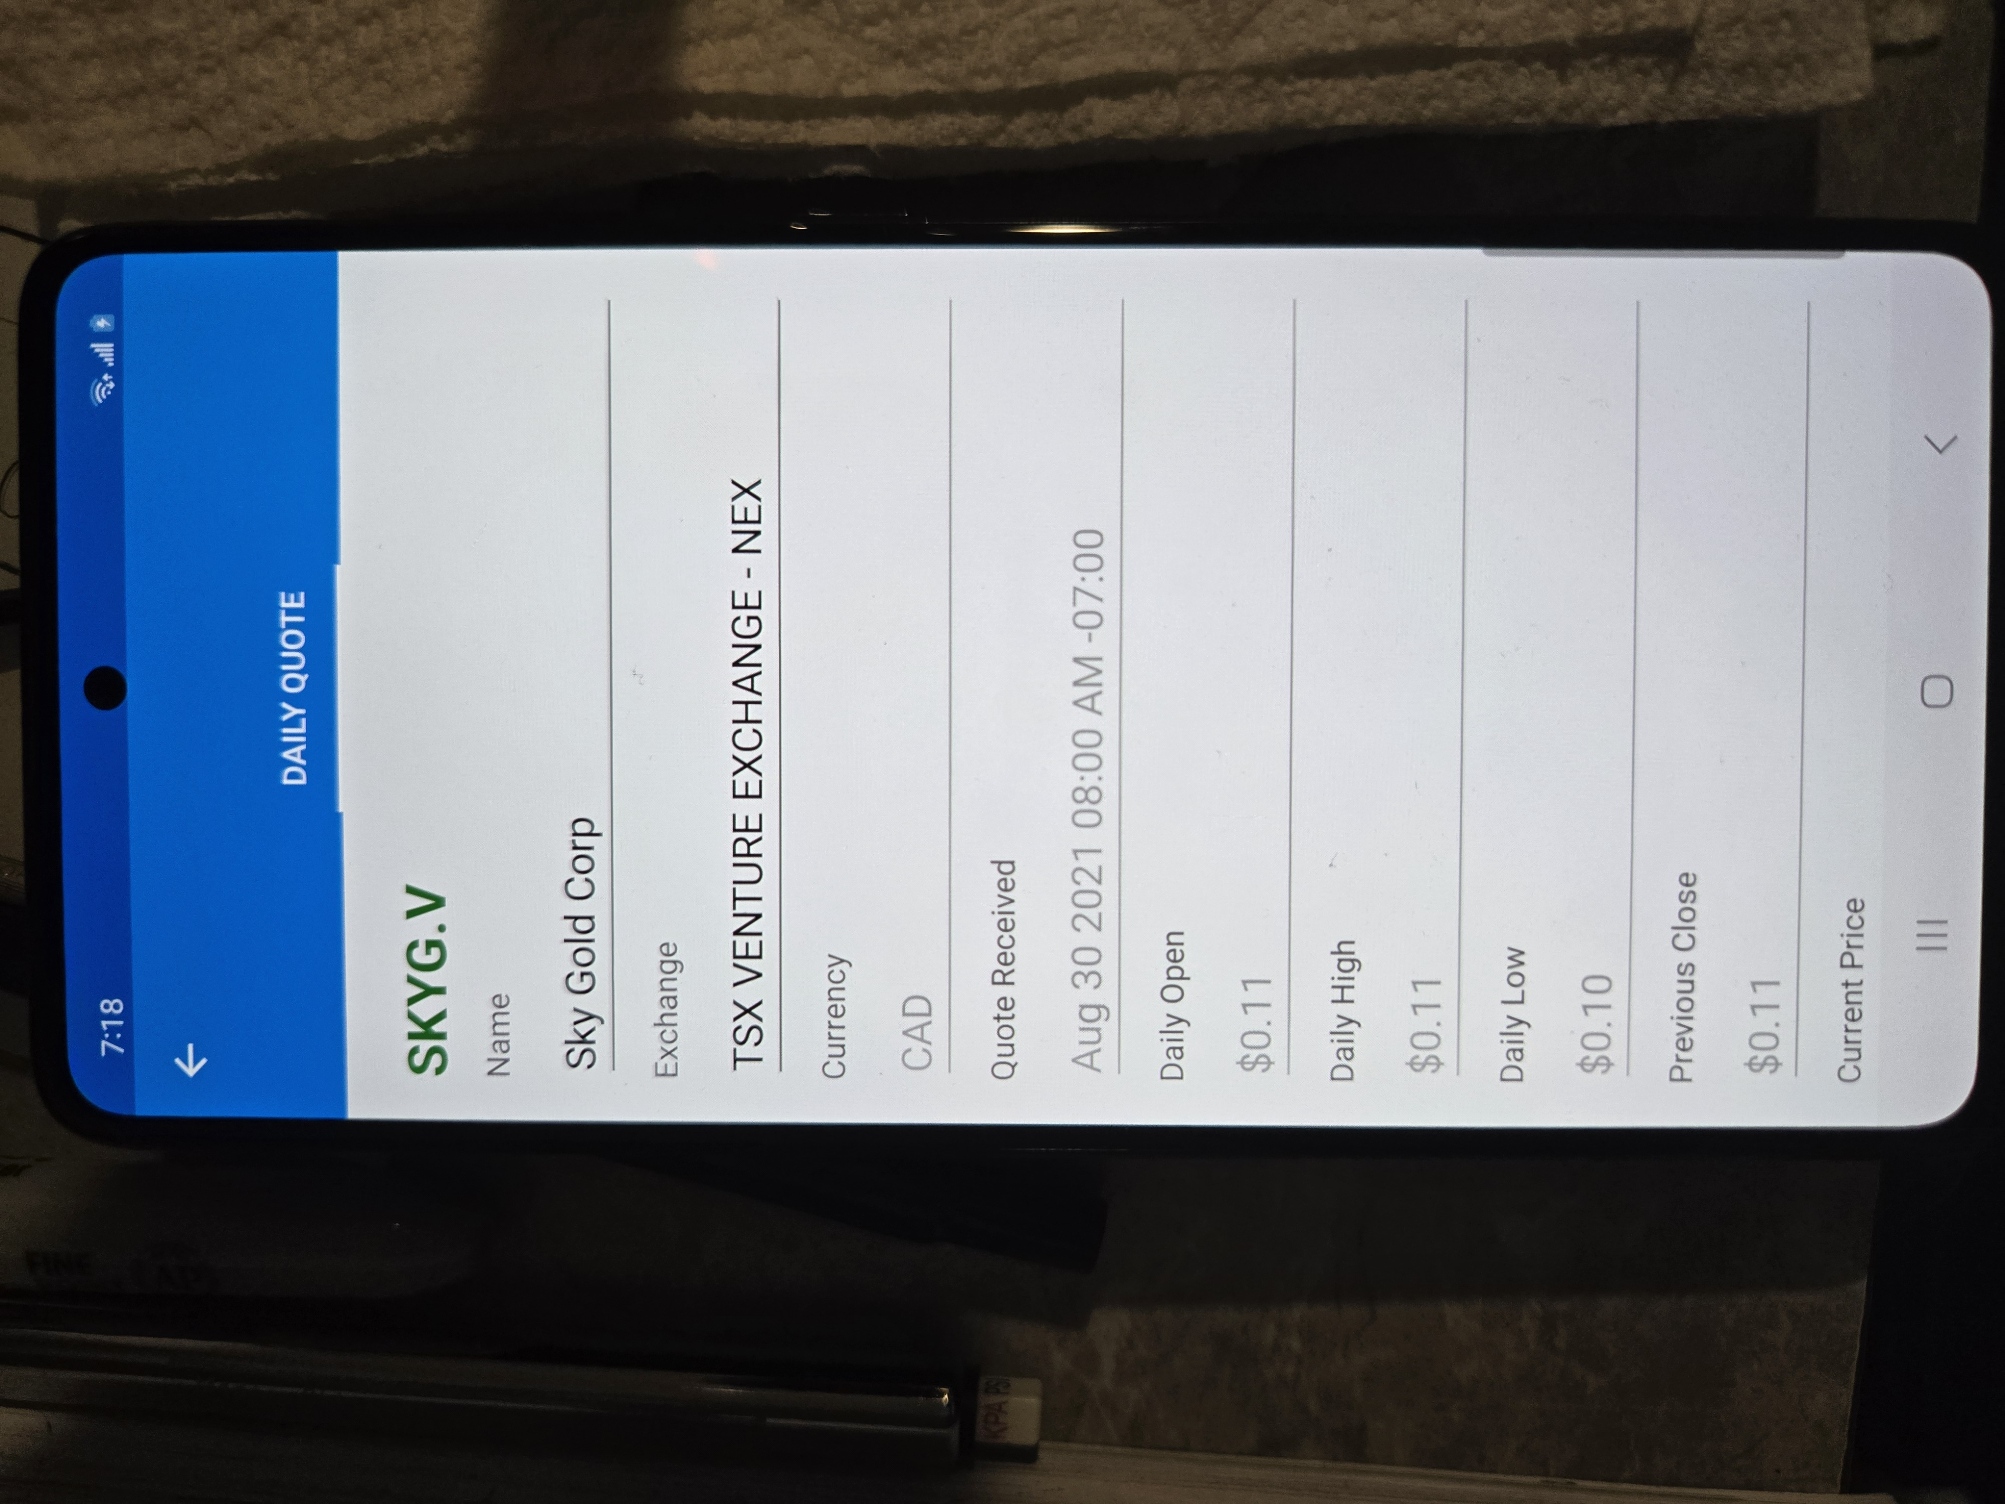 7:18
DAILY QUOTE
SKYG.V
Name
Sky Gold Corp
Exchange
TSX VENTURE EXCHANGE - NEX
Currency
CAD
Quote Received
Aug 30 2021 08:00 AM -07:00
Daily Open
$0.11
Daily High
$0.11
Daily Low
$0.10
Previous Close
$0.11
Current Price
KPA PS